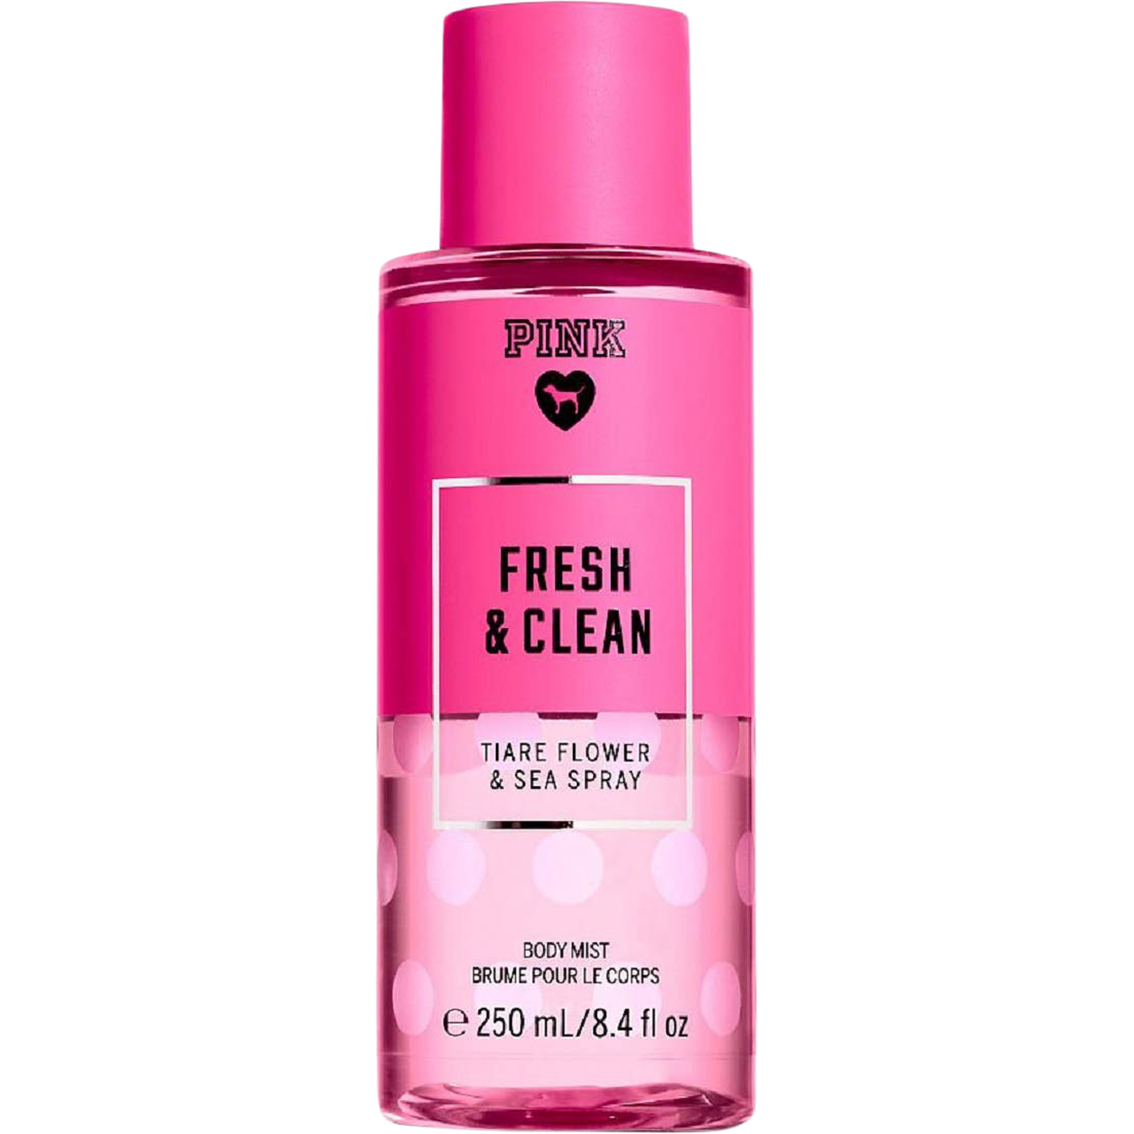 PINK
FRESH
& CLEAN
TIARE FLOWER
& SEA SPRAY
BODY MIST
BRUME POUR LE CORPS
℮ 250 mL/8.4 fl oz